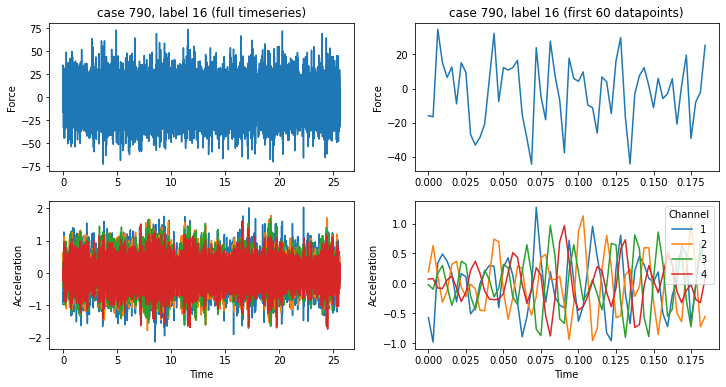 case 790, label 16 (full timeseries)
Force
75
50
25
0
−25
−50
−75
0 5 10 15 20 25
case 790, label 16 (first 60 datapoints)
Force
20
0
−20
−40
0.000 0.025 0.050 0.075 0.100 0.125 0.150 0.175
Acceleration
2
1
0
−1
−2
0 5 10 15 20 25
Time
Acceleration
1.0
0.5
0.0
−0.5
−1.0
0.000 0.025 0.050 0.075 0.100 0.125 0.150 0.175
Time
Channel
1
2
3
4